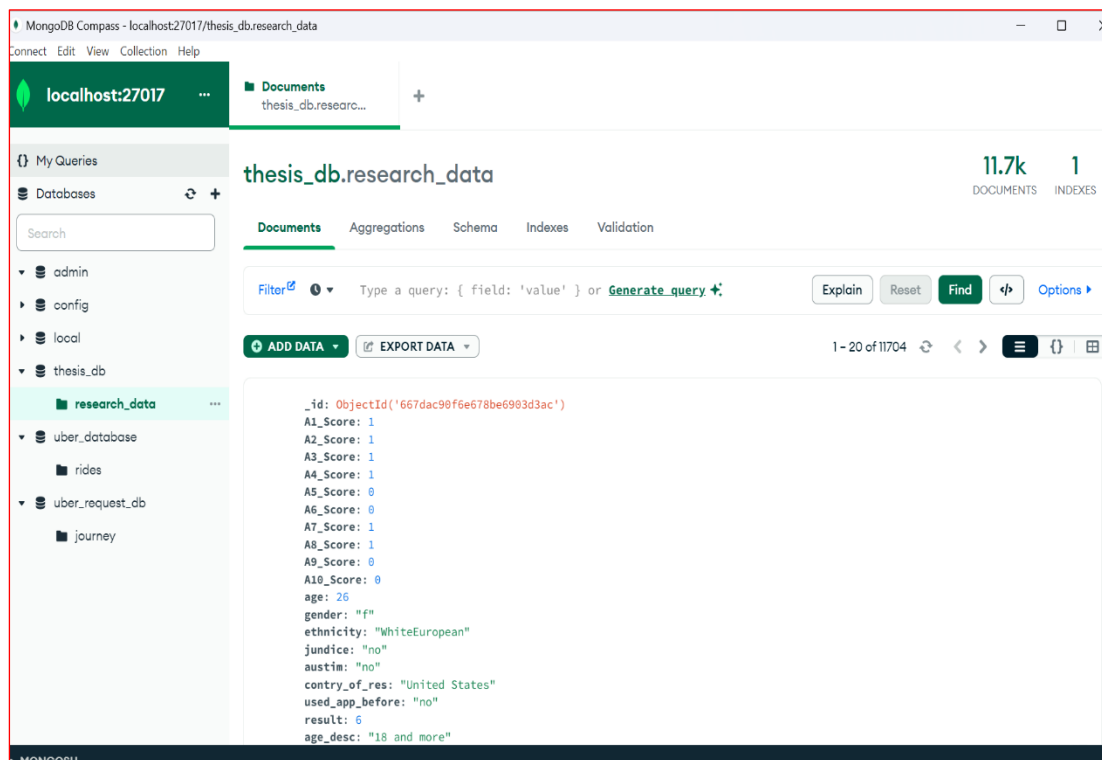 MongoDB Compass - localhost:27017/thesis_db.research_data
Connect Edit View Collection Help
localhost:27017 ...
Documents
thesis_db.researc...
{} My Queries
Databases
Search
admin
config
local
thesis_db
research_data ...
uber_database
rides
uber_request_db
journey
thesis_db.research_data
11.7k
DOCUMENTS
1
INDEXES
Documents Aggregations Schema Indexes Validation
Filter Type a query: { field: 'value' } or Generate query
Explain Reset Find </> Options
ADD DATA EXPORT DATA
1 – 20 of 11704 {}
_id: ObjectId('667dac90f6e678be6903d3ac')
A1_Score: 1
A2_Score: 1
A3_Score: 1
A4_Score: 1
A5_Score: 0
A6_Score: 0
A7_Score: 1
A8_Score: 1
A9_Score: 0
A10_Score: 0
age: 26
gender: "f"
ethnicity: "WhiteEuropean"
jundice: "no"
austim: "no"
contry_of_res: "United States"
used_app_before: "no"
result: 6
age_desc: "18 and more"
MONGOSH